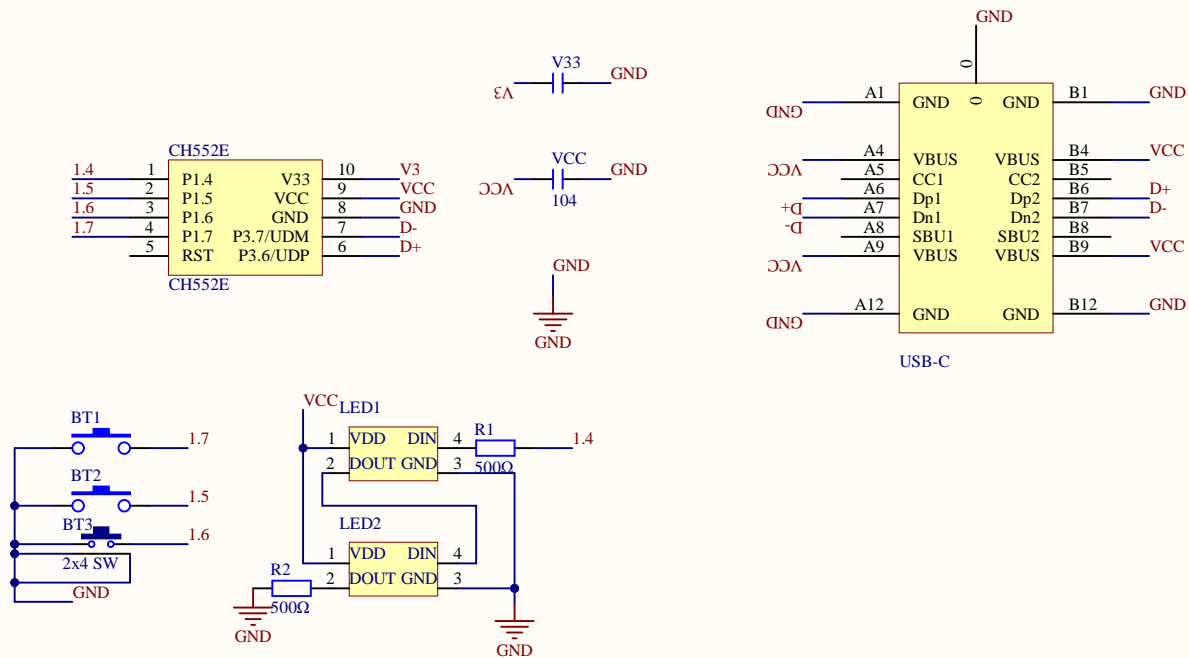 CH552E
1.4 1 P1.4 V33 10 V3
1.5 2 P1.5 VCC 9 VCC
1.6 3 P1.6 GND 8 GND
1.7 4 P1.7 P3.7/UDM 7 D-
5 RST P3.6/UDP 6 D+
CH552E
V33
V3 GND
VCC
VCC GND
104
GND
GND
GND
0
0
GND A1 GND GND B1 GND
VCC A4 VBUS VBUS B4 VCC
A5 CC1 CC2 B5
D+ A6 Dp1 Dp2 B6 D+
D- A7 Dn1 Dn2 B7 D-
A8 SBU1 SBU2 B8
VCC A9 VBUS VBUS B9 VCC
GND A12 GND GND B12 GND
USB-C
BT1
1.7
BT2
1.5
BT3
1.6
2x4 SW
GND
VCC
LED1
1 VDD DIN 4 R1 1.4
2 DOUT GND 3 500Ω
LED2
1 VDD DIN 4
R2 2 DOUT GND 3
500Ω
GND
GND